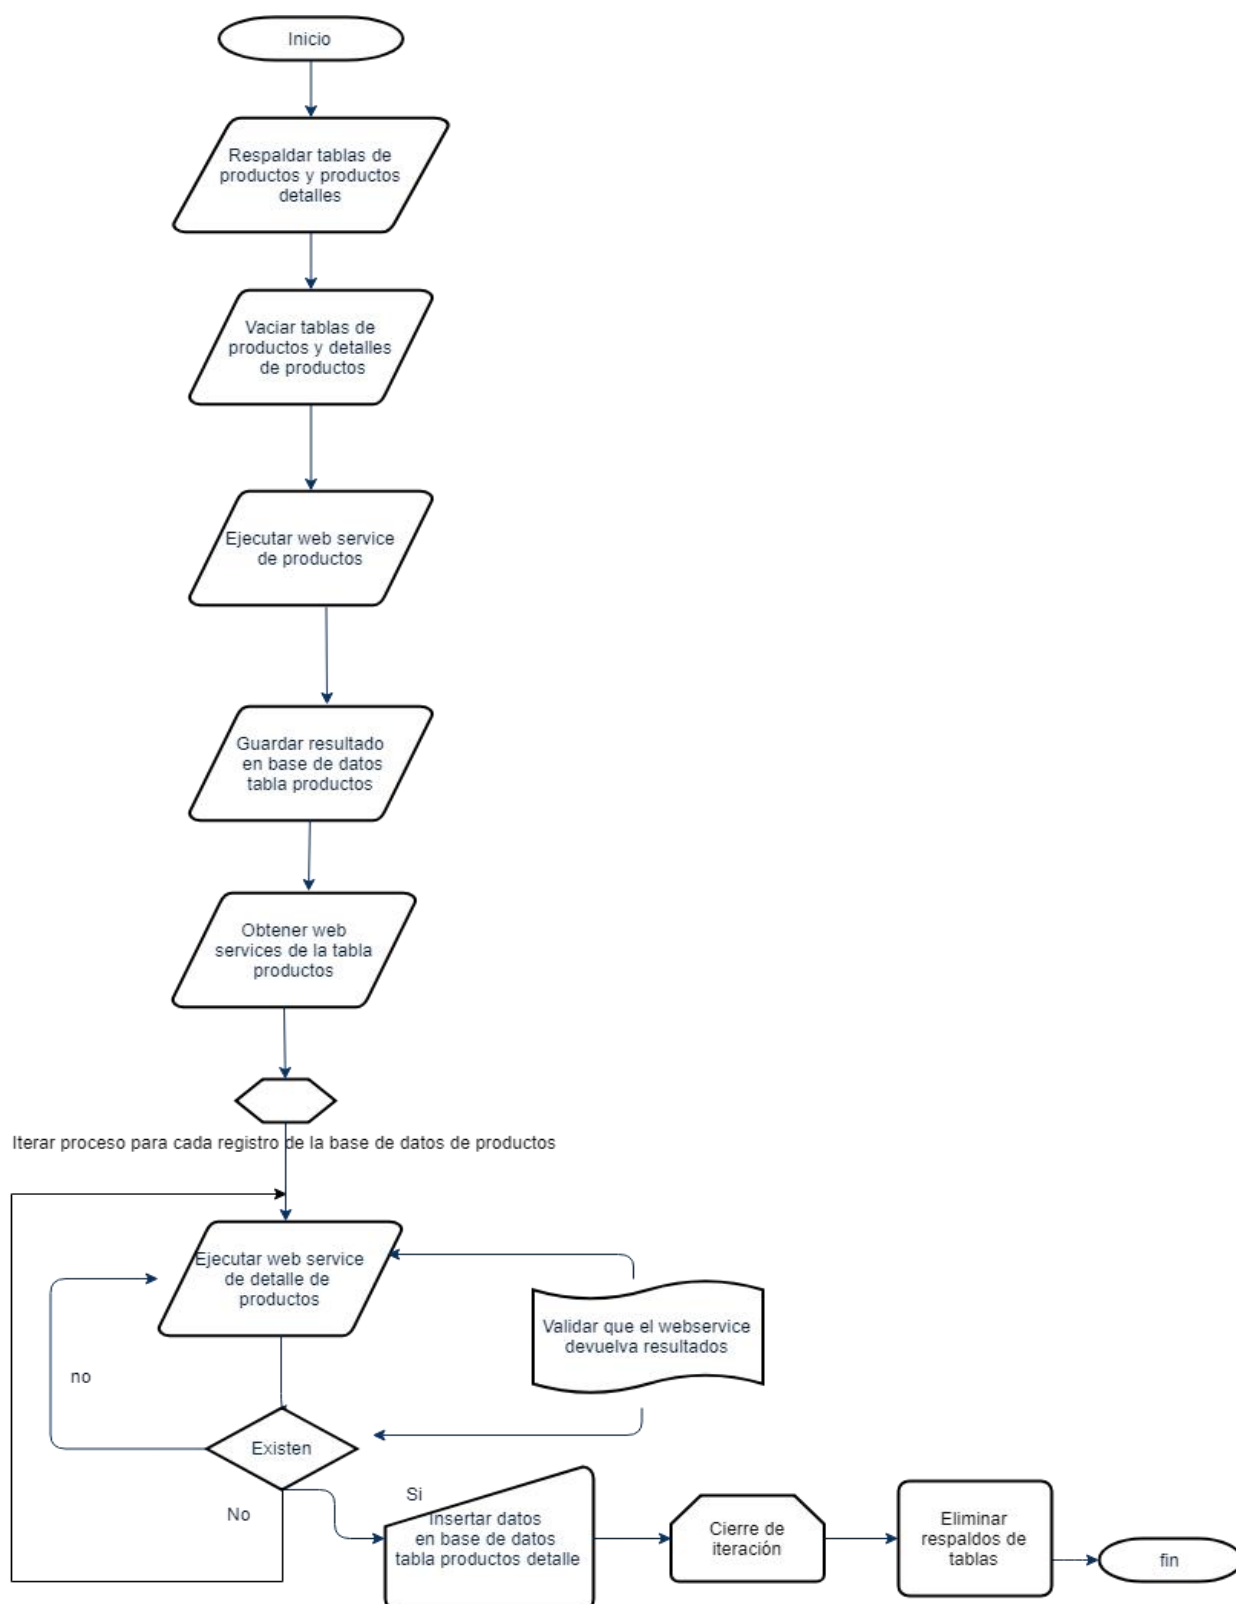 Inicio
Respaldar tablas de
productos y productos
detalles
Vaciar tablas de
productos y detalles
de productos
Ejecutar web service
de productos
Guardar resultado
en base de datos
tabla productos
Obtener web
services de la tabla
productos
Iterar proceso para cada registro de la base de datos de productos
Ejecutar web service
de detalle de
productos
Validar que el webservice
devuelva resultados
no
Existen
No
Si
Insertar datos
en base de datos
tabla productos detalle
Cierre de
iteración
Eliminar
respaldos de
tablas
fin